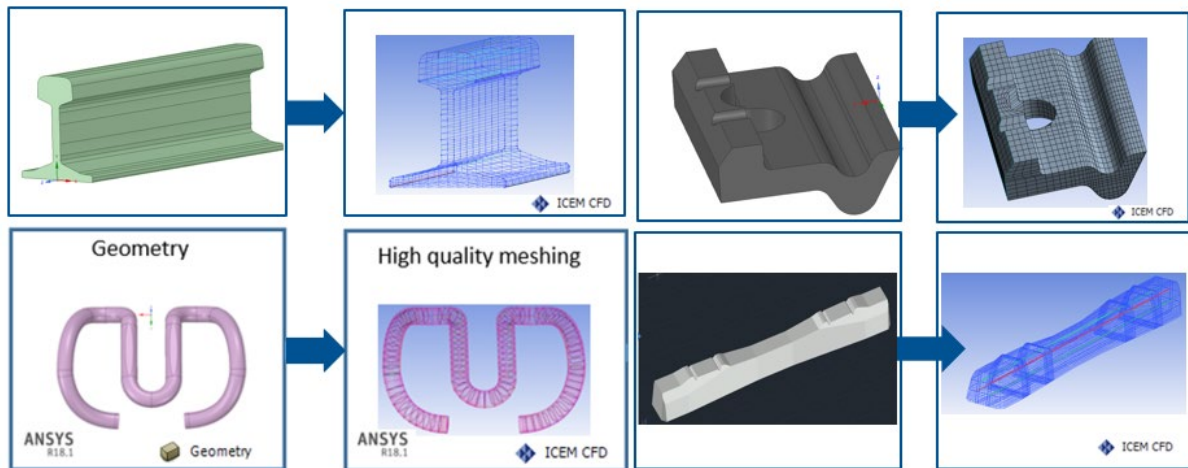 ICEM CFD
ICEM CFD
Geometry
High quality meshing
ANSYS
R18.1
Geometry
ANSYS
R18.1
ICEM CFD
ICEM CFD